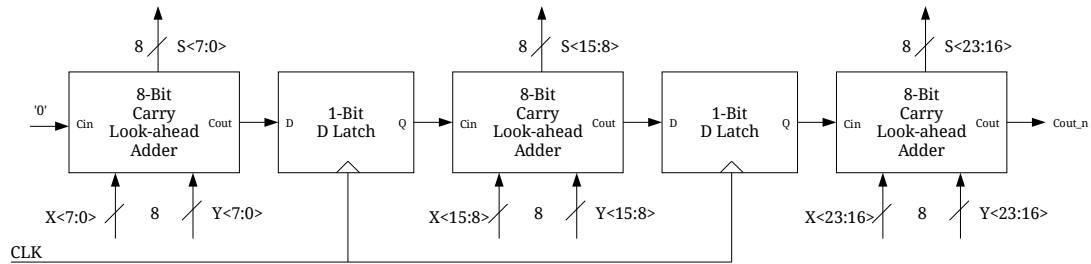 8 S<7:0>
8 S<15:8>
8 S<23:16>
'0'
Cin
8-Bit
Carry
Look-ahead
Adder
Cout
D
1-Bit
D Latch
Q
Cin
8-Bit
Carry
Look-ahead
Adder
Cout
D
1-Bit
D Latch
Q
Cin
8-Bit
Carry
Look-ahead
Adder
Cout
Cout_n
X<7:0> 8 Y<7:0>
X<15:8> 8 Y<15:8>
X<23:16> 8 Y<23:16>
CLK